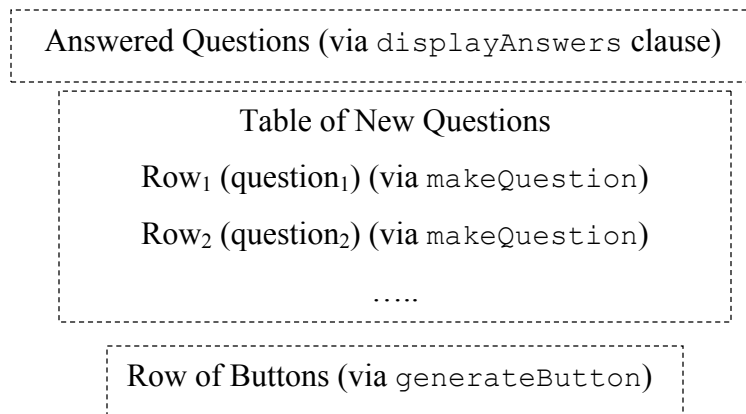 Answered Questions (via displayAnswers clause)
Table of New Questions
Row₁ (question₁) (via makeQuestion)
Row₂ (question₂) (via makeQuestion)
…..
Row of Buttons (via generateButton)